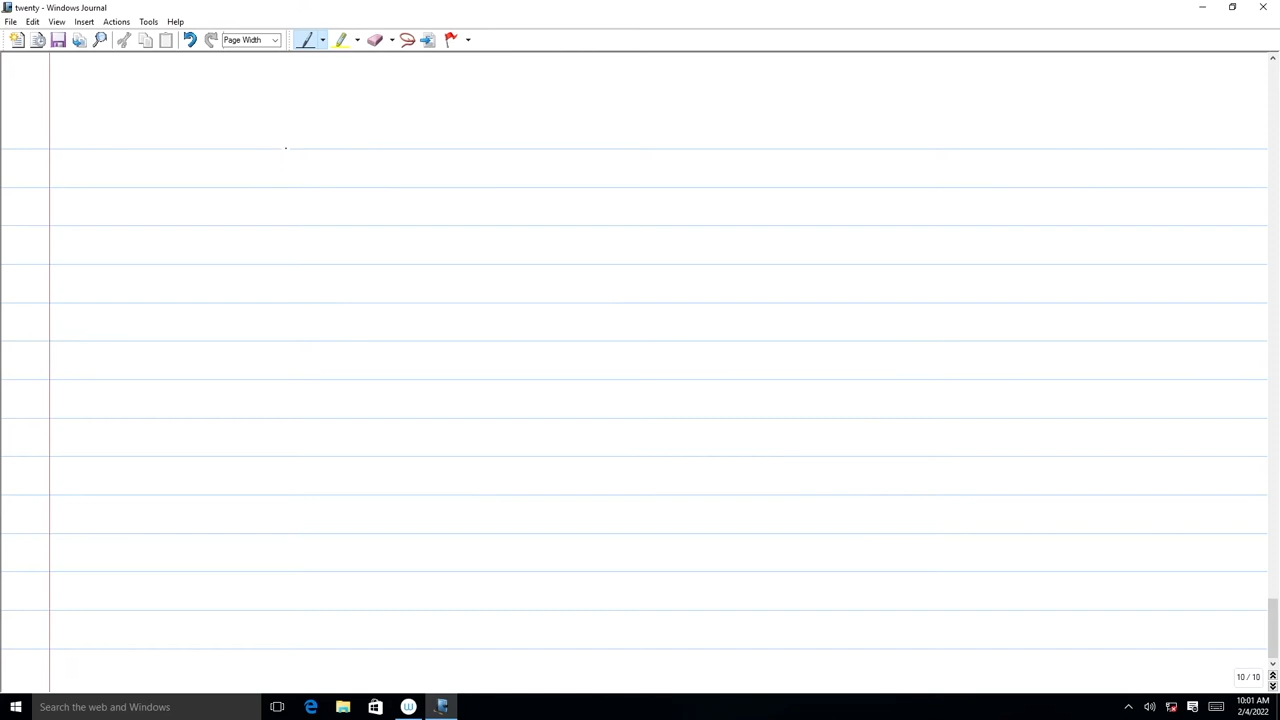 twenty - Windows Journal
File Edit View Insert Actions Tools Help
Page Width
10 / 10
Search the web and Windows
10:01 AM
2/4/2022